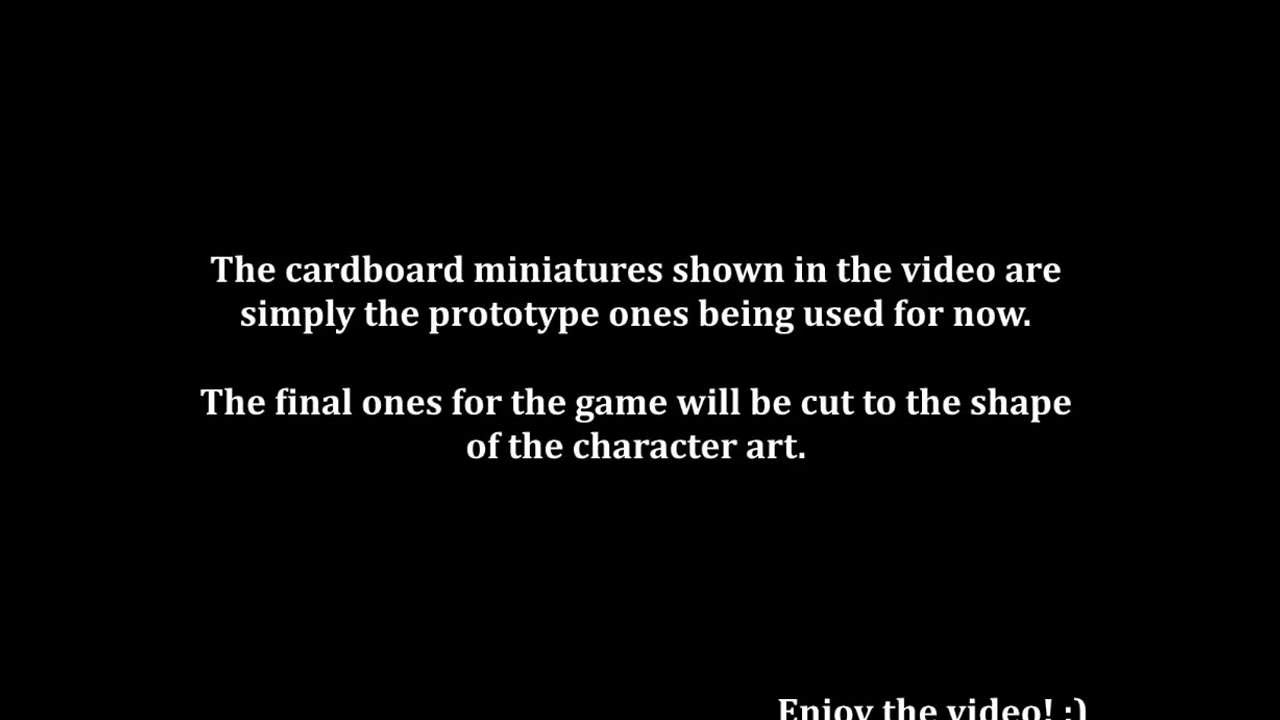 The cardboard miniatures shown in the video are
simply the prototype ones being used for now.
The final ones for the game will be cut to the shape
of the character art.
Enjoy the video! :)